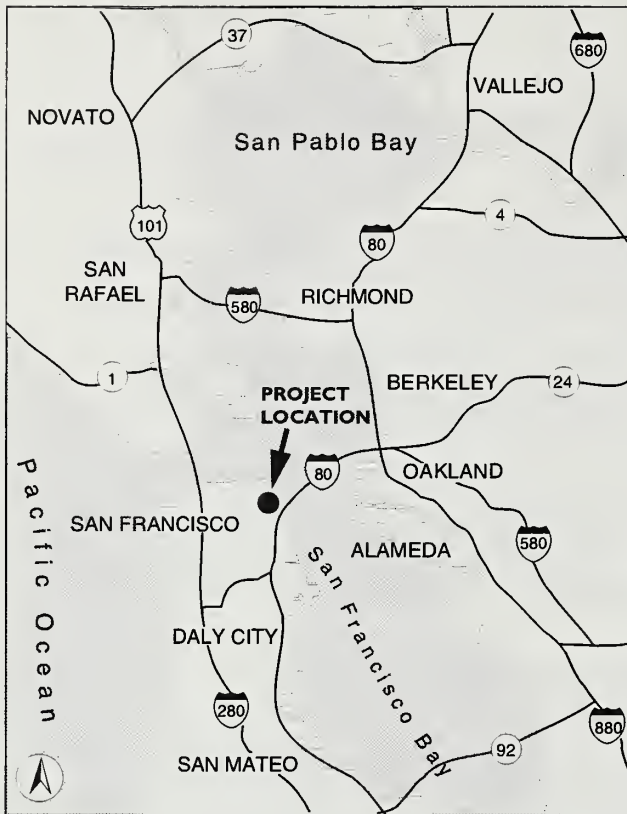 37
680
VALLEJO
NOVATO
San Pablo Bay
101
80
4
SAN
RAFAEL
580
RICHMOND
1
BERKELEY
24
PROJECT
LOCATION
80
OAKLAND
Pacific Ocean
SAN FRANCISCO
ALAMEDA
580
San Francisco Bay
DALY CITY
280
880
92
SAN MATEO